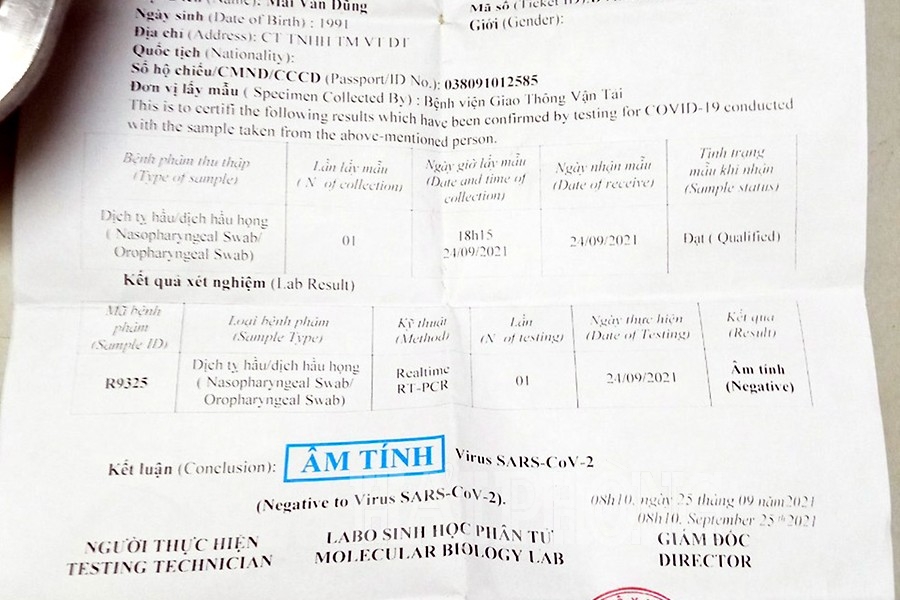 Mai Văn Dũng
Mã số (Ticket ID):
Ngày sinh (Date of Birth) : 1991
Giới (Gender):
Địa chỉ (Address): CT TNHH TM VT DT
Quốc tịch (Nationality):
Số hộ chiếu/CMND/CCCD (Passport/ID No.): 038091012585
Đơn vị lấy mẫu ( Specimen Collected By) : Bệnh viện Giao Thông Vận Tải
This is to certifi the following results which have been confirmed by testing for COVID-19 conducted
with the sample taken from the above-mentioned person.
Bệnh phẩm thu thập
(Type of sample)
Lần lấy mẫu
( N of collection)
Ngày giờ lấy mẫu
(Date and time of
collection)
Ngày nhận mẫu
(Date of receive)
Tình trạng
mẫu khi nhận
(Sample status)
Dịch tỵ hầu/dịch hầu họng
( Nasopharyngeal Swab/
Oropharyngeal Swab)
01
18h15
24/09/2021
24/09/2021
Đạt ( Qualified)
Kết quả xét nghiệm (Lab Result)
Mã bệnh
phẩm
(Sample ID)
Loại bệnh phẩm
(Sample Type)
Kỹ thuật
(Method)
Lần
(N of testing)
Ngày thực hiện
(Date of Testing)
Kết quả
(Result)
R9325
Dịch tỵ hầu/dịch hầu họng
( Nasopharyngeal Swab/
Oropharyngeal Swab)
Realtime
RT-PCR
01
24/09/2021
Âm tính
(Negative)
Kết luận (Conclusion): ÂM TÍNH Virus SARS-CoV-2
(Negative to Virus SARS-CoV-2).
08h10, ngày 25 tháng 09 năm 2021
08h10, September 25th 2021
NGƯỜI THỰC HIỆN
TESTING TECHNICIAN
LABO SINH HỌC PHÂN TỬ
MOLECULAR BIOLOGY LAB
GIÁM ĐỐC
DIRECTOR